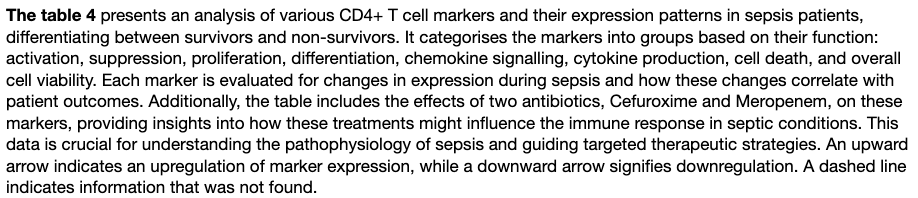 The table 4 presents an analysis of various CD4+ T cell markers and their expression patterns in sepsis patients,
differentiating between survivors and non-survivors. It categorises the markers into groups based on their function:
activation, suppression, proliferation, differentiation, chemokine signalling, cytokine production, cell death, and overall
cell viability. Each marker is evaluated for changes in expression during sepsis and how these changes correlate with
patient outcomes. Additionally, the table includes the effects of two antibiotics, Cefuroxime and Meropenem, on these
markers, providing insights into how these treatments might influence the immune response in septic conditions. This
data is crucial for understanding the pathophysiology of sepsis and guiding targeted therapeutic strategies. An upward
arrow indicates an upregulation of marker expression, while a downward arrow signifies downregulation. A dashed line
indicates information that was not found.